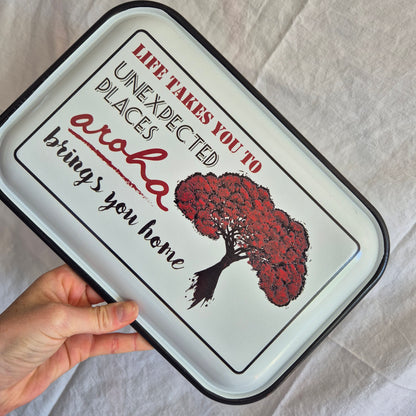 LIFE TAKES YOU TO
UNEXPECTED
PLACES
aroha
brings you home